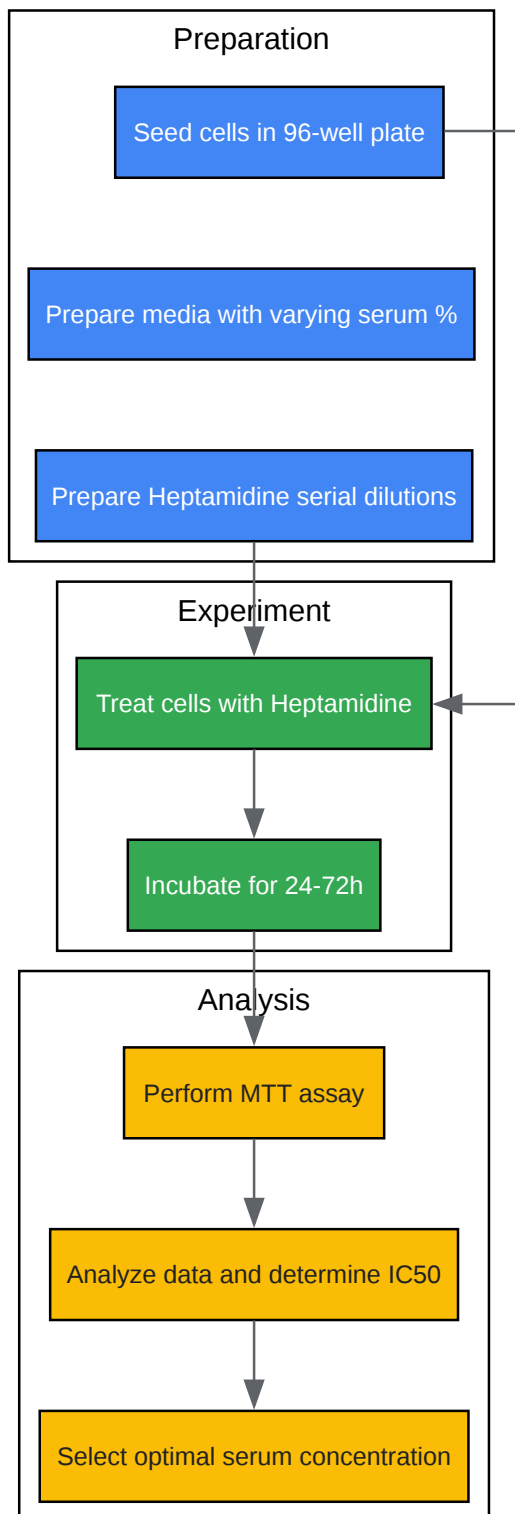 Preparation
Seed cells in 96-well plate
Prepare media with varying serum %
Prepare Heptamidine serial dilutions
Experiment
Treat cells with Heptamidine
Incubate for 24-72h
Analysis
Perform MTT assay
Analyze data and determine IC50
Select optimal serum concentration